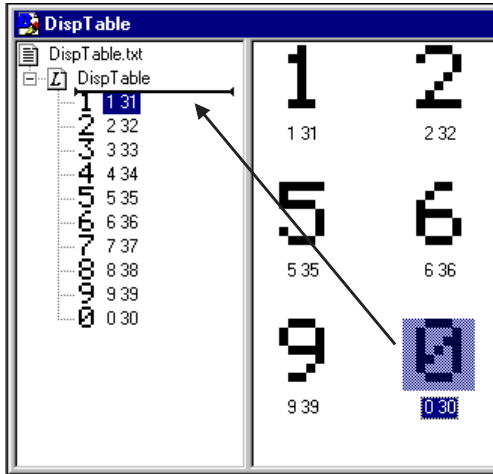 DispTable
DispTable.txt
L DispTable
1 1 31
2 2 32
3 3 33
4 4 34
5 5 35
6 6 36
7 7 37
8 8 38
9 9 39
0 0 30
1 2
1 31 2 32
5 6
5 35 6 36
9 0
9 39 0 30